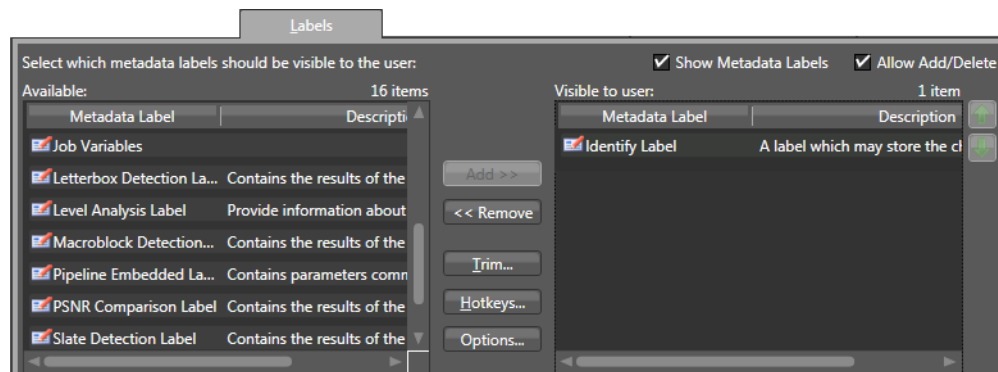 Labels
Select which metadata labels should be visible to the user:
Show Metadata Labels
Allow Add/Delete
Available:
16 items
Metadata Label
Descripti
Job Variables
Letterbox Detection La... Contains the results of the
Level Analysis Label Provide information about
Macroblock Detection... Contains the results of the
Pipeline Embedded La... Contains parameters comm
PSNR Comparison Label Contains the results of the
Slate Detection Label Contains the results of the
Add >>
<< Remove
Trim...
Hotkeys...
Options...
Visible to user:
1 item
Metadata Label
Description
Identify Label A label which may store the ch